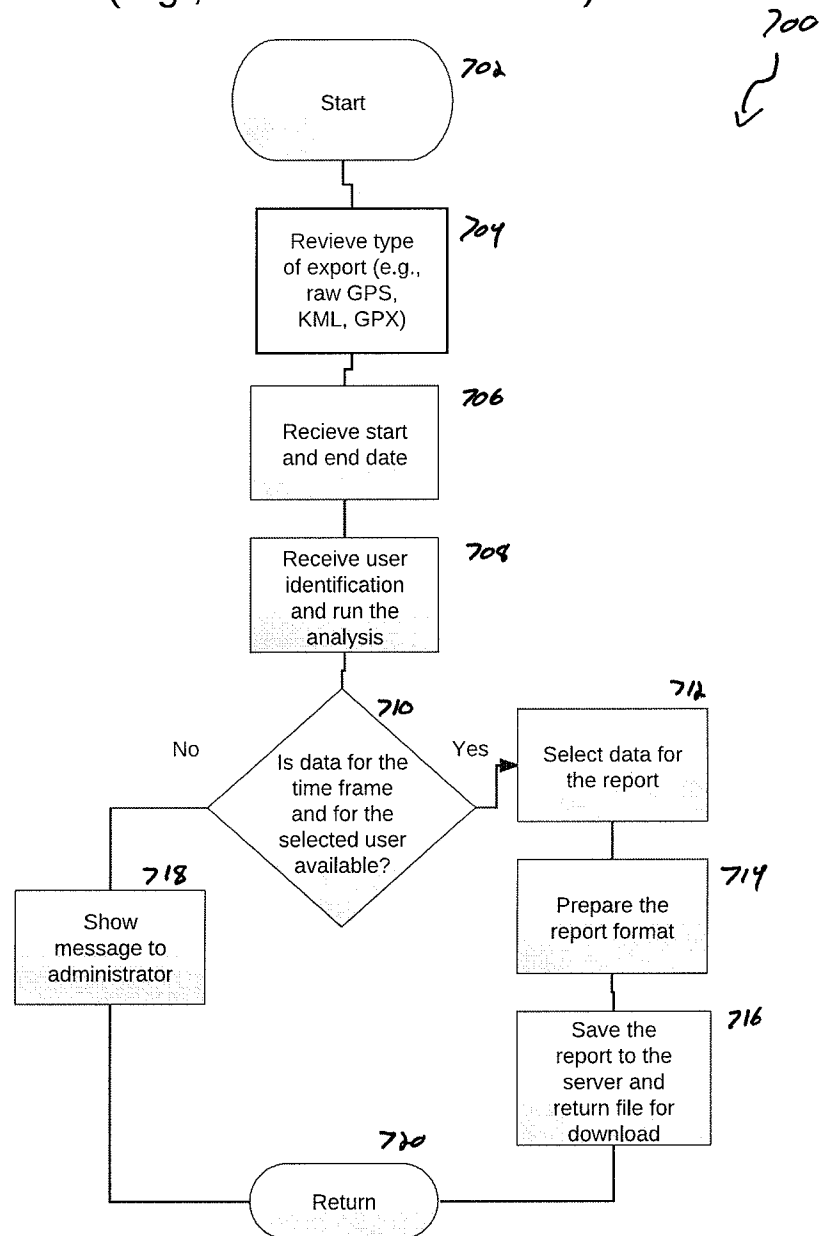 (e.g.,
700
702
Start
704
Revieve type
of export (e.g.,
raw GPS,
KML, GPX)
706
Recieve start
and end date
708
Receive user
identification
and run the
analysis
710
No
Yes
Is data for the
time frame
and for the
selected user
available?
712
Select data for
the report
714
Prepare the
report format
716
Save the
report to the
server and
return file for
download
718
Show
message to
administrator
720
Return